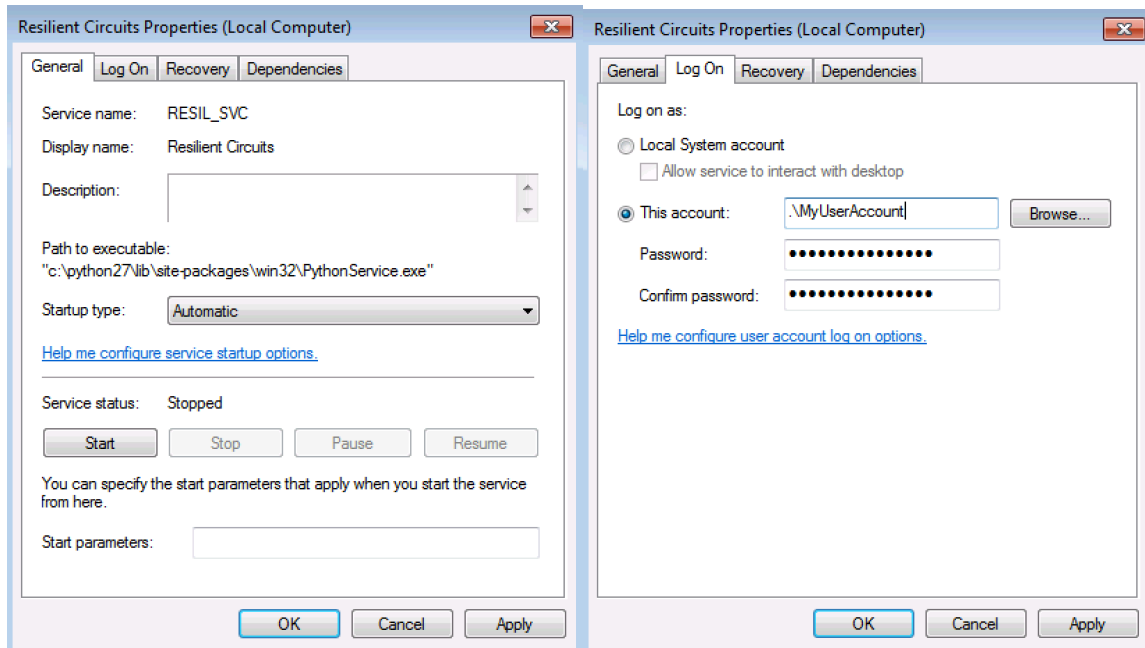 Resilient Circuits Properties (Local Computer)
General Log On Recovery Dependencies
Service name: RESIL_SVC
Display name: Resilient Circuits
Description:
Path to executable:
"c:\python27\lib\site-packages\win32\PythonService.exe"
Startup type: Automatic
Help me configure service startup options.
Service status: Stopped
Start Stop Pause Resume
You can specify the start parameters that apply when you start the service
from here.
Start parameters:
OK Cancel Apply
Resilient Circuits Properties (Local Computer)
General Log On Recovery Dependencies
Log on as:
Local System account
Allow service to interact with desktop
This account: .\MyUserAccount Browse...
Password: ●●●●●●●●●●●●●●●
Confirm password: ●●●●●●●●●●●●●●●
Help me configure user account log on options.
OK Cancel Apply